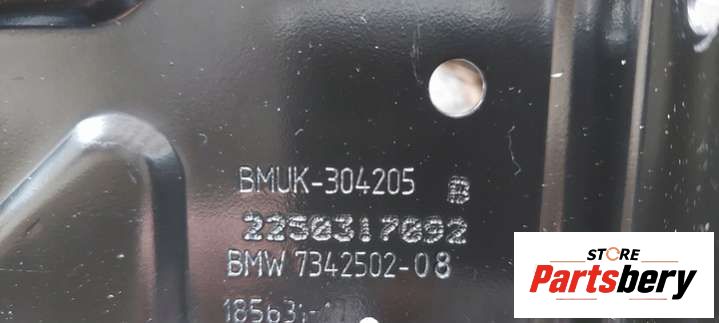 BMUK-304205 B
2250317092
BMW 7342502-08
STORE
Partsbery